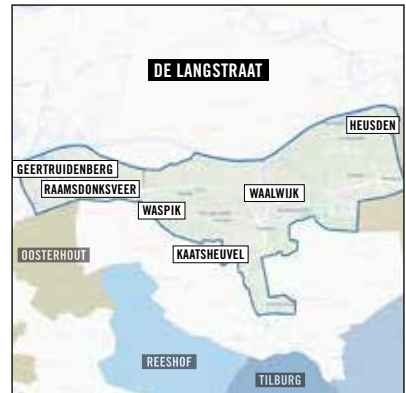 DE LANGSTRAAT
HEUSDEN
GEERTRUIDENBERG
RAAMSDONKSVEER
WAALWIJK
WASPIK
KAATSHEUVEL
OOSTERHOUT
REESHOF
TILBURG